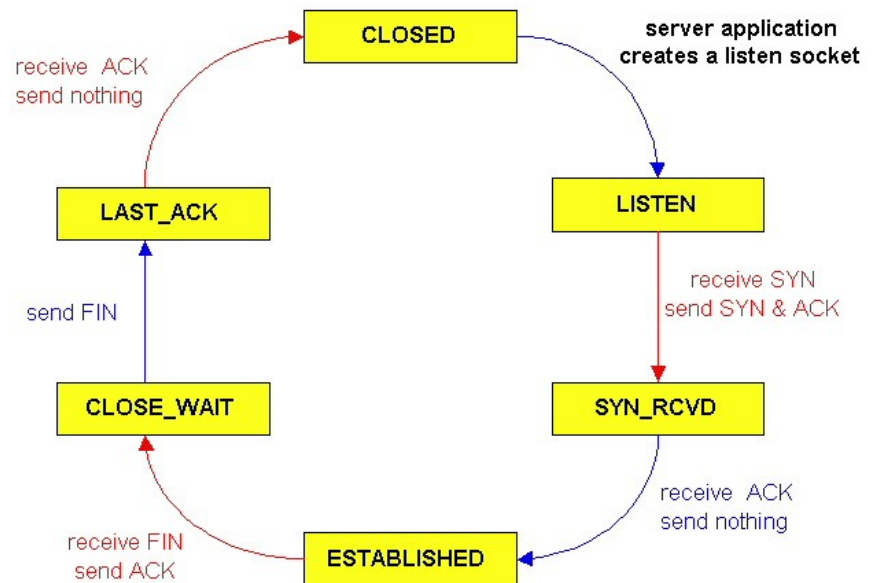 CLOSED
server application
creates a listen socket
receive ACK
send nothing
LAST_ACK
LISTEN
receive SYN
send SYN & ACK
send FIN
CLOSE_WAIT
SYN_RCVD
receive ACK
send nothing
receive FIN
send ACK
ESTABLISHED